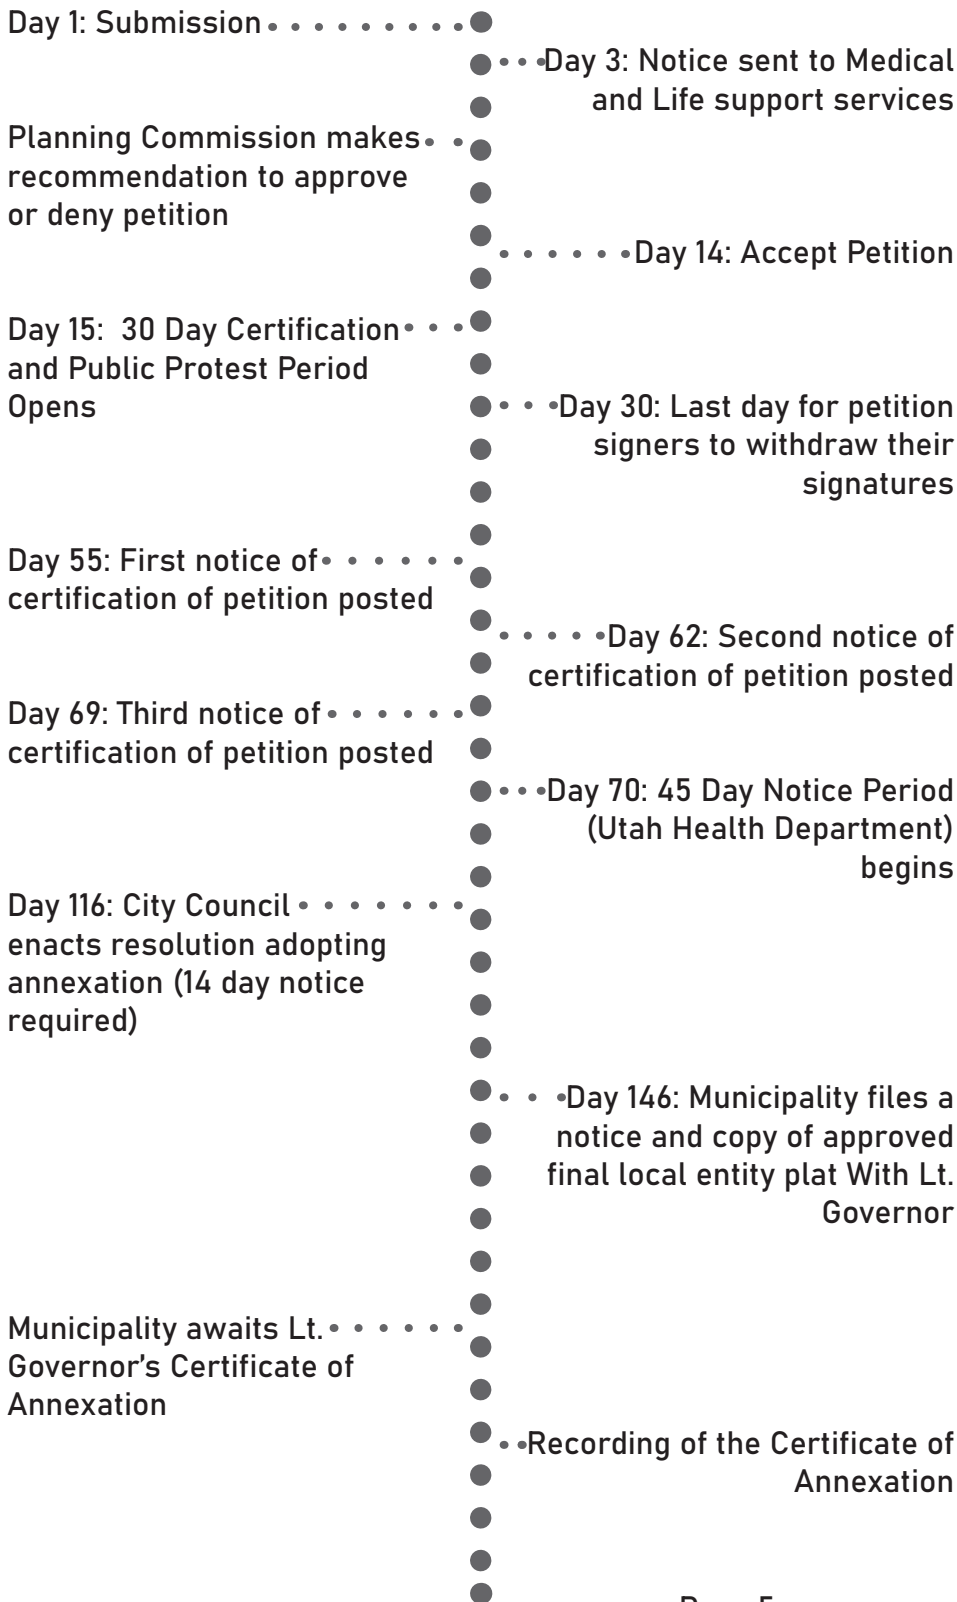 Day 1: Submission
Day 3: Notice sent to Medical
and Life support services
Planning Commission makes
recommendation to approve
or deny petition
Day 14: Accept Petition
Day 15:  30 Day Certification
and Public Protest Period
Opens
Day 30: Last day for petition
signers to withdraw their
signatures
Day 55: First notice of
certification of petition posted
Day 62: Second notice of
certification of petition posted
Day 69: Third notice of
certification of petition posted
Day 70: 45 Day Notice Period
(Utah Health Department)
begins
Day 116: City Council
enacts resolution adopting
annexation (14 day notice
required)
Day 146: Municipality files a
notice and copy of approved
final local entity plat With Lt.
Governor
Municipality awaits Lt.
Governor’s Certificate of
Annexation
Recording of the Certificate of
Annexation